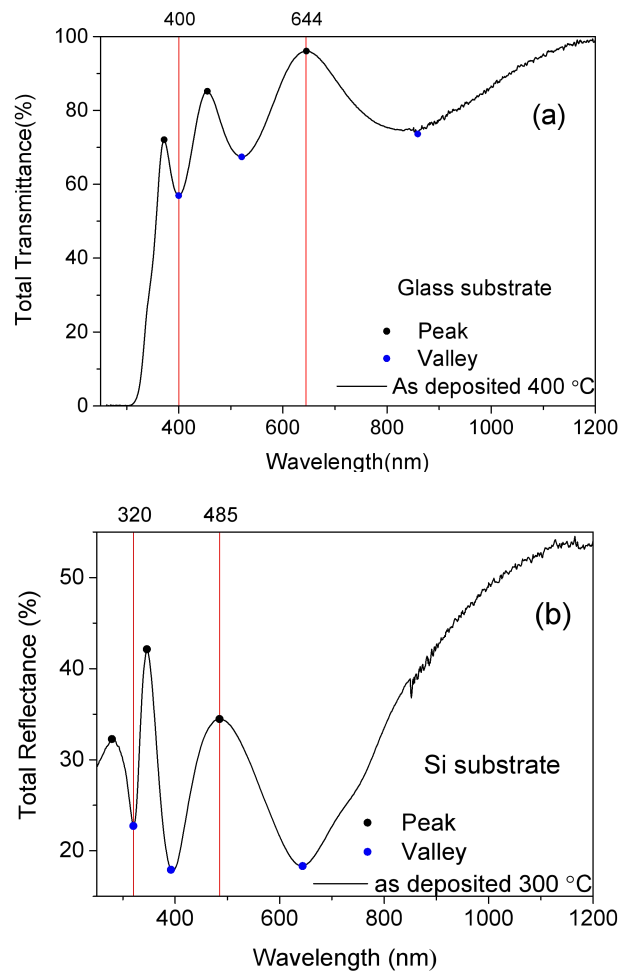 400 644
100
80
60
40
20
0
Total Transmittance(%)
(a)
Glass substrate
Peak
Valley
As deposited 400 °C
400 600 800 1000 1200
Wavelength(nm)
320 485
50
40
30
20
Total Reflectance (%)
(b)
Si substrate
Peak
Valley
as deposited 300 °C
400 600 800 1000 1200
Wavelength (nm)